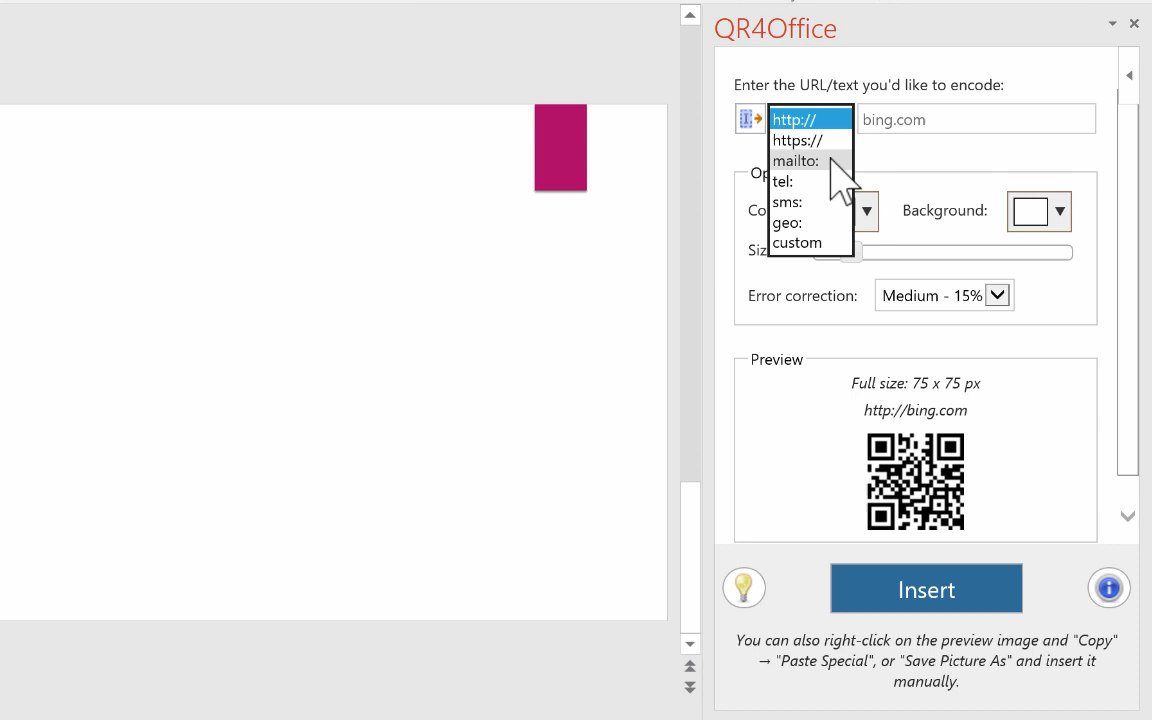 QR4Office
Enter the URL/text you'd like to encode:
http://
bing.com
https://
mailto:
tel:
sms:
geo:
custom
Background:
Error correction:
Medium - 15%
Preview
Full size: 75 x 75 px
http://bing.com
Insert
You can also right-click on the preview image and "Copy"
→ "Paste Special", or "Save Picture As" and insert it
manually.